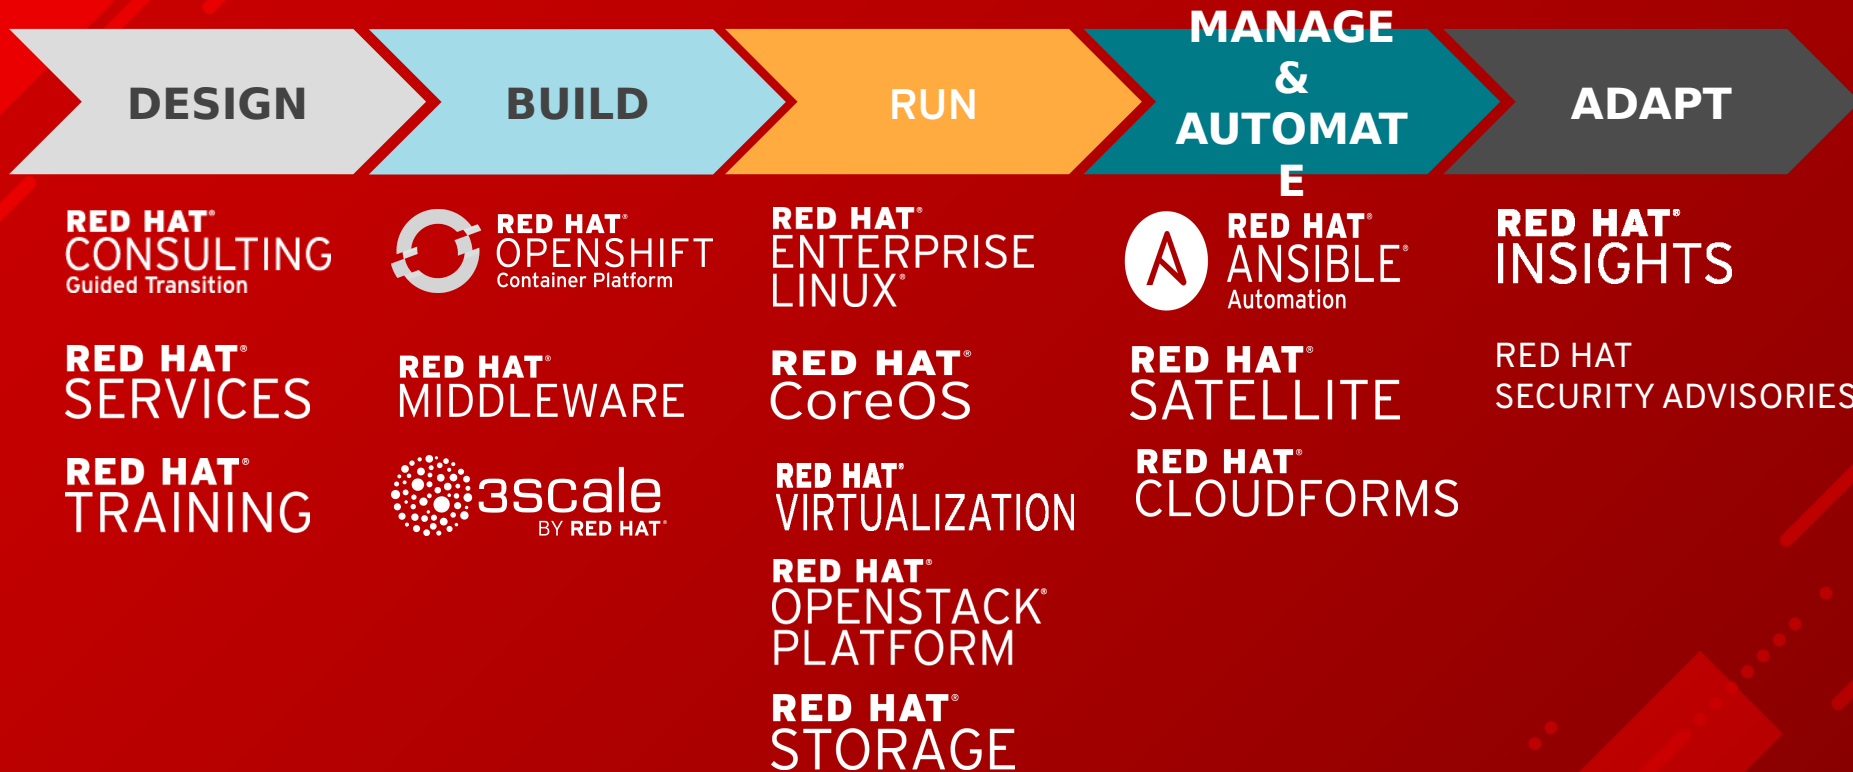 DESIGN
BUILD
RUN
MANAGE
&
AUTOMAT
E
ADAPT
RED HAT®
CONSULTING
Guided Transition
RED HAT®
SERVICES
RED HAT®
TRAINING
RED HAT®
OPENSHIFT
Container Platform
RED HAT®
MIDDLEWARE
3scale
BY RED HAT®
RED HAT®
ENTERPRISE
LINUX®
RED HAT®
CoreOS
RED HAT®
VIRTUALIZATION
RED HAT®
OPENSTACK®
PLATFORM
RED HAT®
STORAGE
RED HAT®
ANSIBLE®
Automation
RED HAT®
SATELLITE
RED HAT®
CLOUDFORMS
RED HAT®
INSIGHTS
RED HAT
SECURITY ADVISORIES